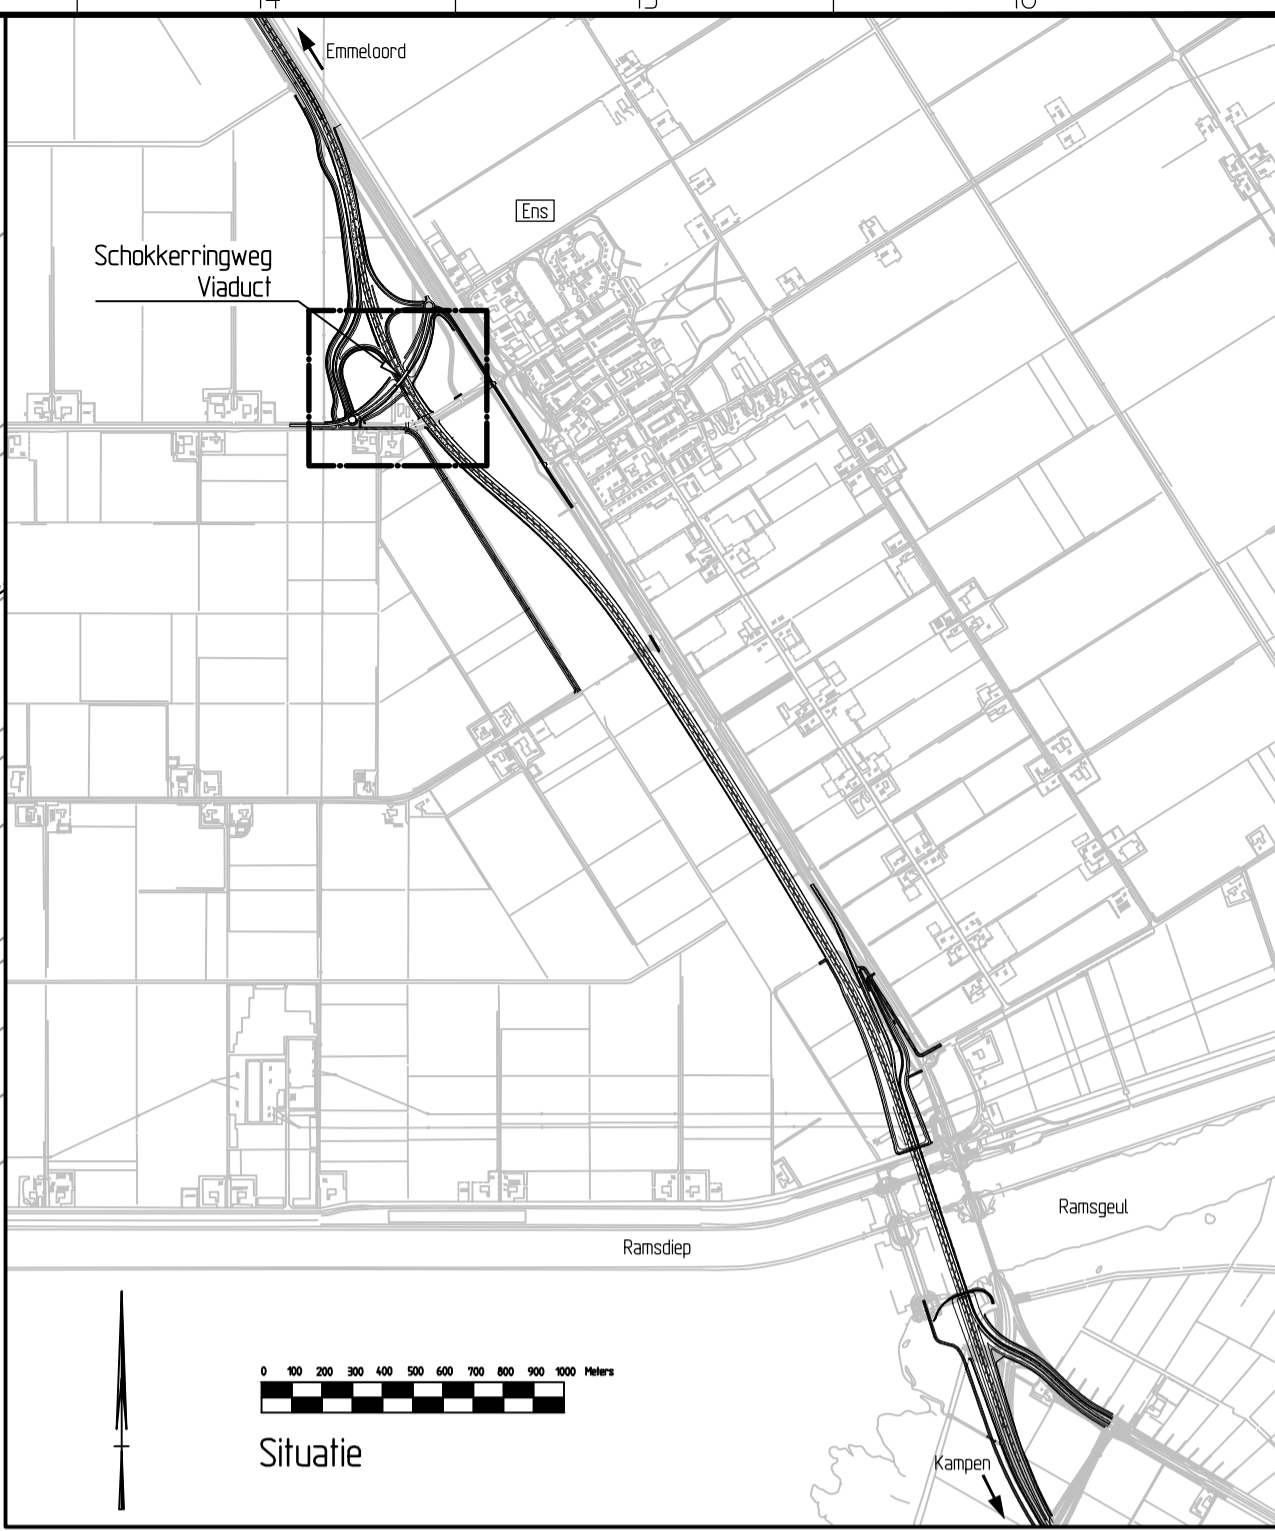 Emmeloord
Ens
Schokkerringweg
Viaduct
Ramsgeul
Ramsdiep
0 100 200 300 400 500 600 700 800 900 1000 Meters
Situatie
Kampen